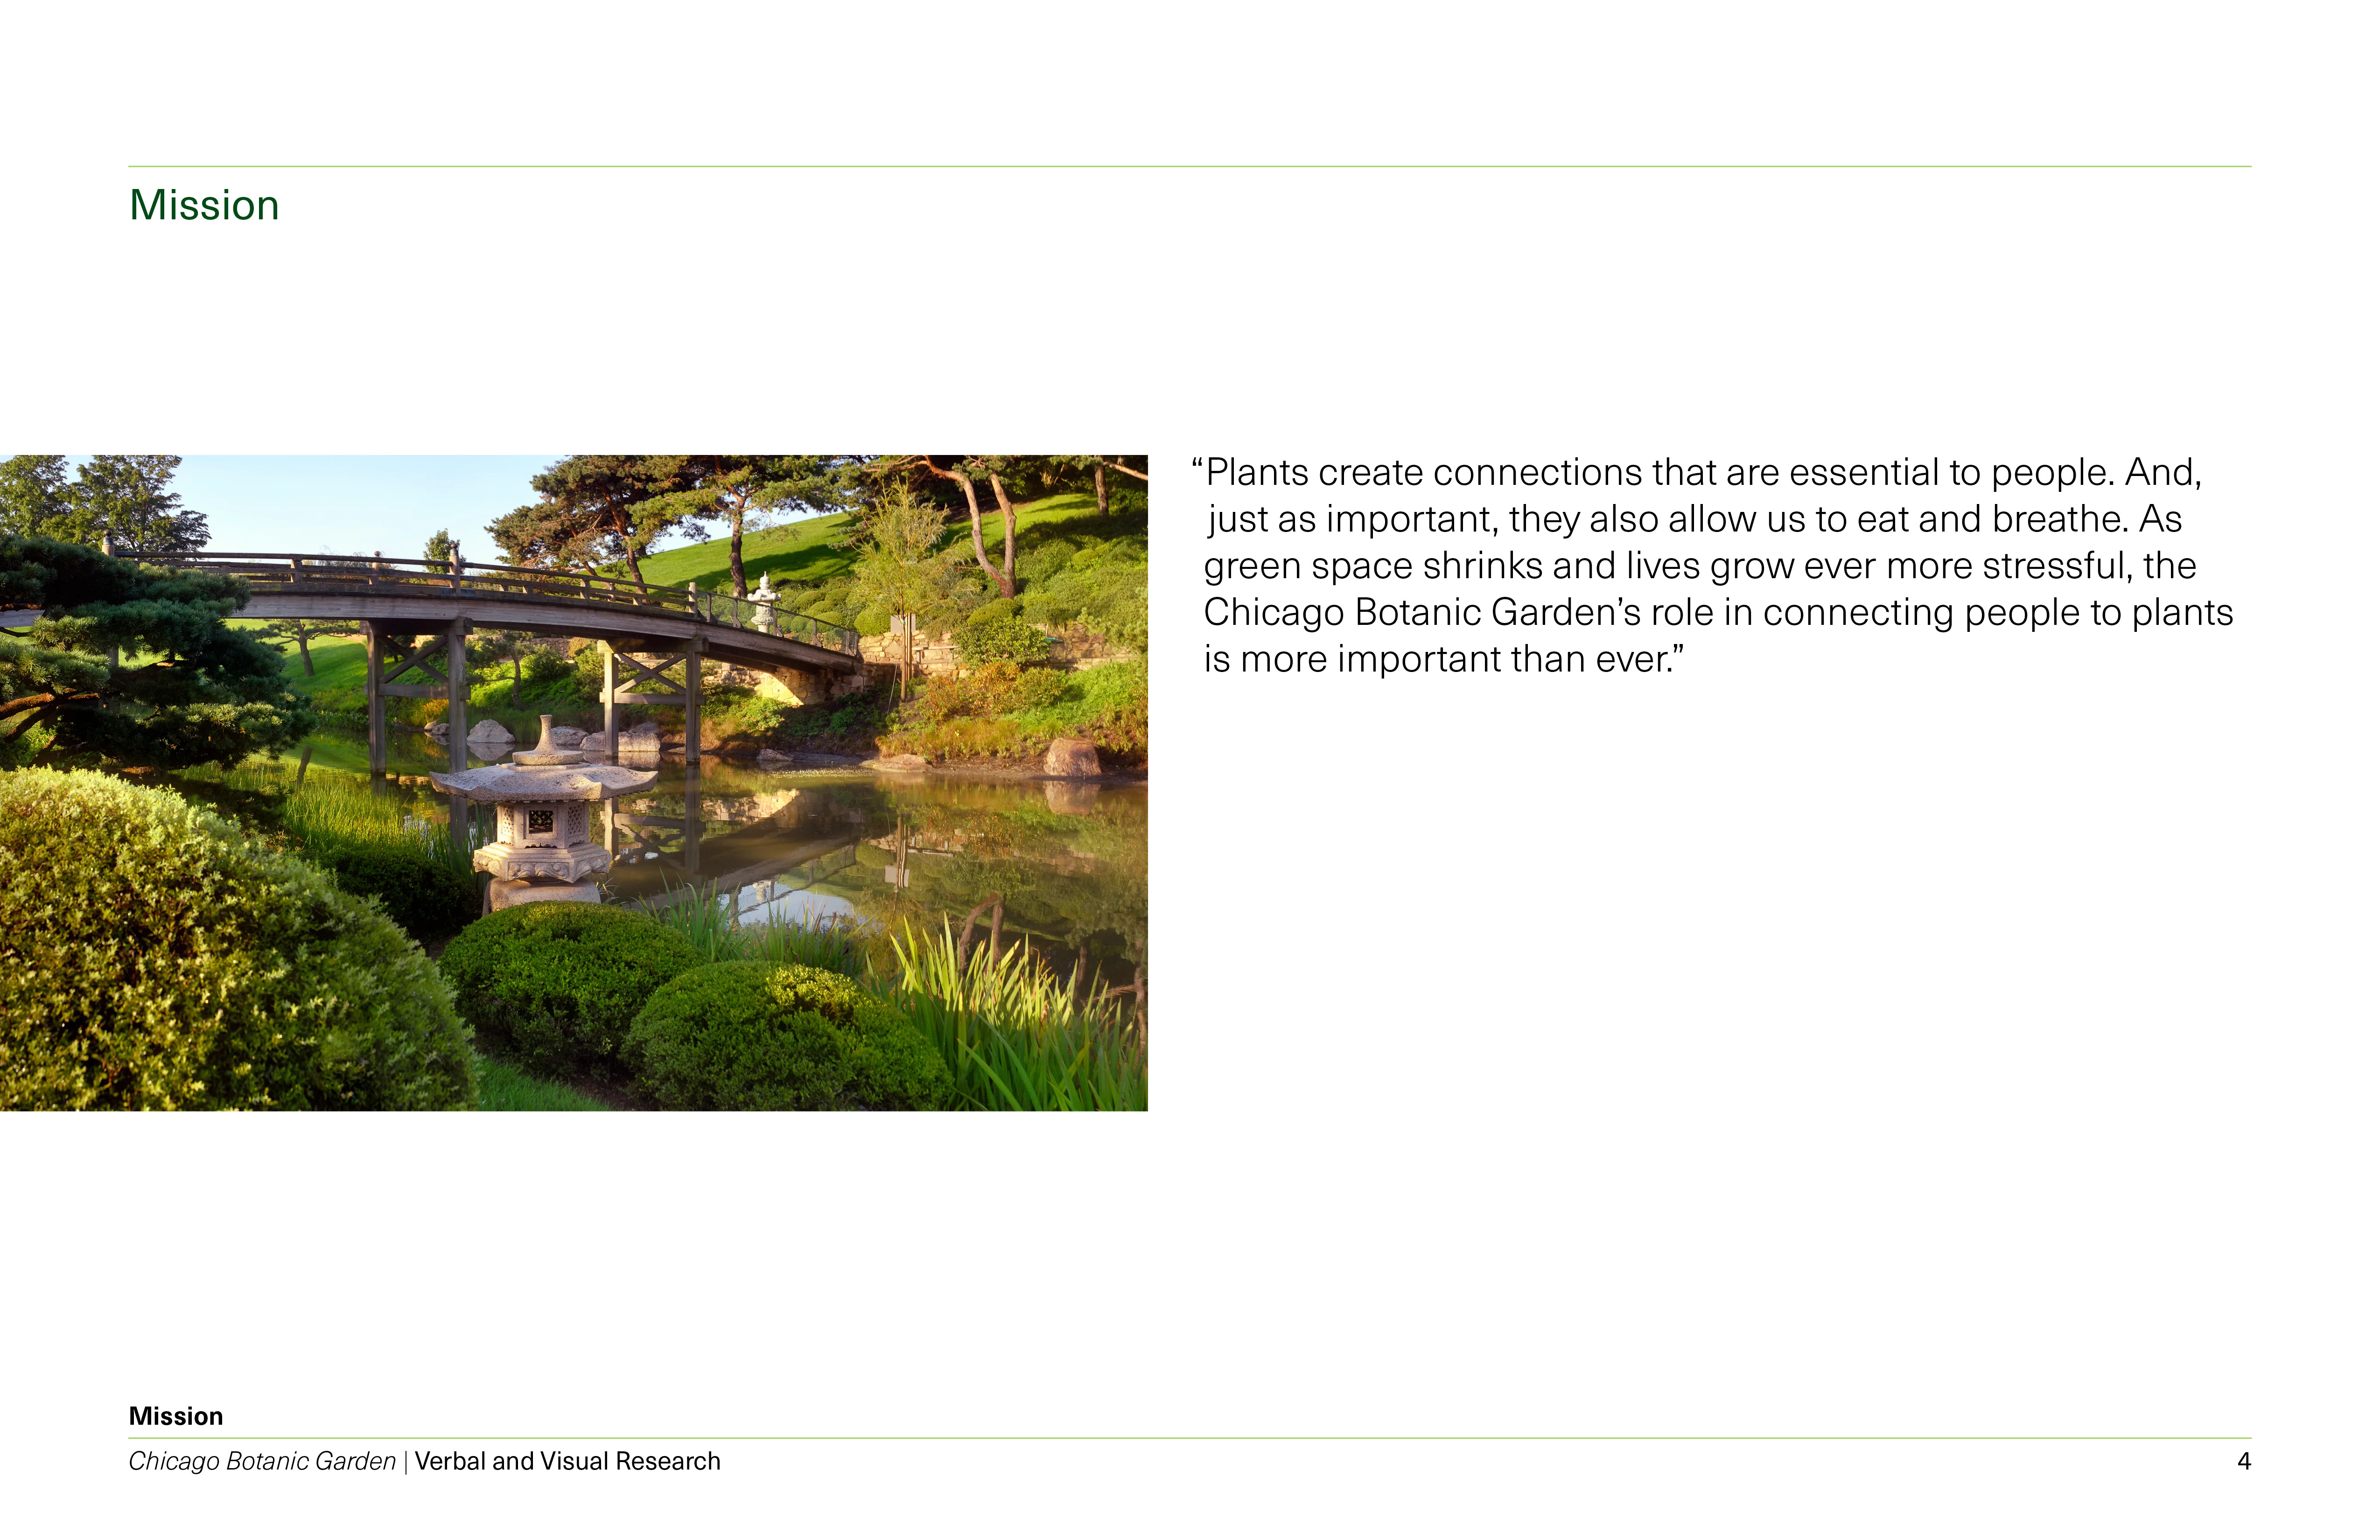 Mission
“Plants create connections that are essential to people. And,
just as important, they also allow us to eat and breathe. As
green space shrinks and lives grow ever more stressful, the
Chicago Botanic Garden’s role in connecting people to plants
is more important than ever.”
Mission
Chicago Botanic Garden | Verbal and Visual Research
4